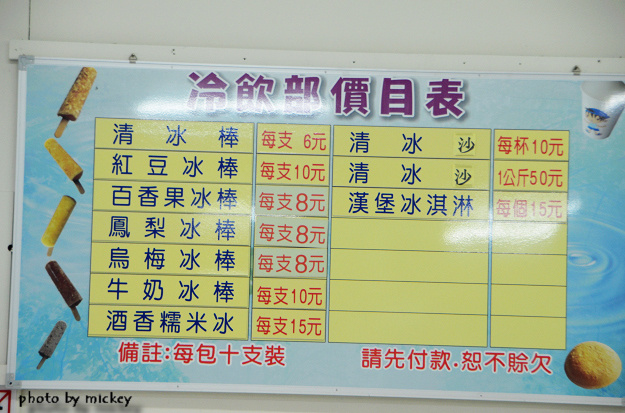 冷飲部價目表
清冰棒 每支 6元 清冰沙 每杯10元
紅豆冰棒 每支10元 清冰沙 1公斤50元
百香果冰棒 每支8元 漢堡冰淇淋 每個15元
鳳梨冰棒 每支8元
烏梅冰棒 每支8元
牛奶冰棒 每支10元
酒香糯米冰 每支15元
備註:每包十支裝 請先付款.恕不賒欠
photo by mickey